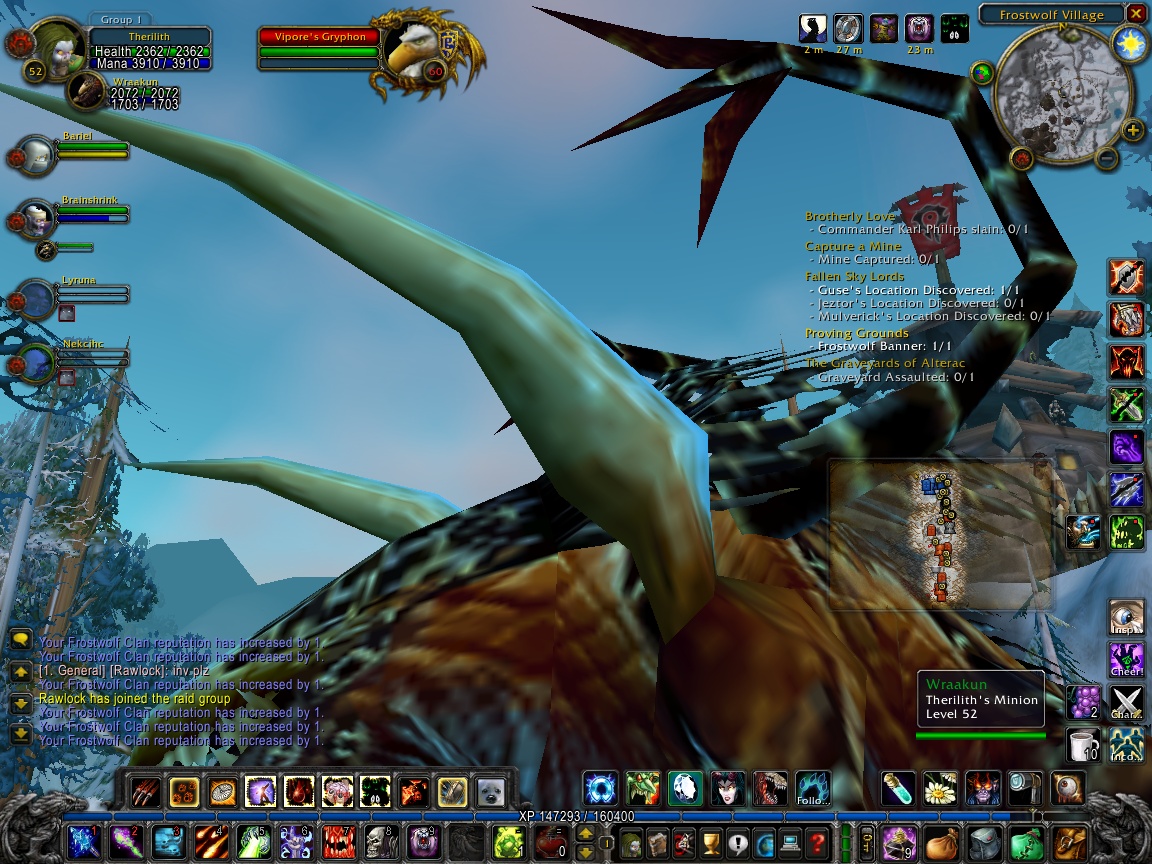 Group 1
Therilith
Health 2362 / 2362
Mana 3910 / 3910
52
Wraakun
2072 / 2072
1703 / 1703
Vipore's Gryphon
60
2 m
27 m
23 m
Frostwolf Village
Bariel
Brainshrink
Lyruna
Nekcihc
Brotherly Love
- Commander Karl Philips slain: 0/1
Capture a Mine
- Mine Captured: 0/1
Fallen Sky Lords
- Guse's Location Discovered: 1/1
- Jeztor's Location Discovered: 0/1
- Mulverick's Location Discovered: 0/1
Proving Grounds
- Frostwolf Banner: 1/1
The Graveyards of Alterac
- Graveyard Assaulted: 0/1
Your Frostwolf Clan reputation has increased by 1.
Your Frostwolf Clan reputation has increased by 1.
[1. General] [Rawlock]: inv plz
Your Frostwolf Clan reputation has increased by 1.
Rawlock has joined the raid group
Your Frostwolf Clan reputation has increased by 1.
Your Frostwolf Clan reputation has increased by 1.
Your Frostwolf Clan reputation has increased by 1.
Wraakun
Therilith's Minion
Level 52
Insp
Cheer!
2
Char..
10
Incd..
Follo..
XP 147293 / 160400
1
2
3
4
5
6
7
8
9
0
1
9